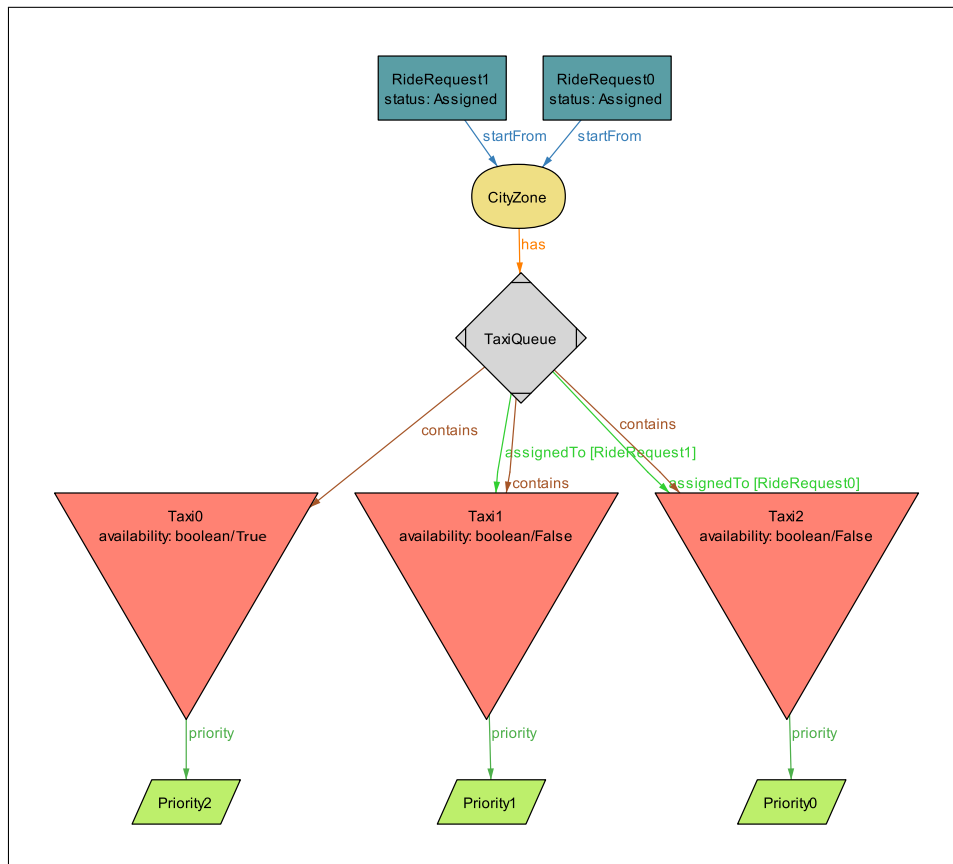 RideRequest1
status: Assigned
RideRequest0
status: Assigned
startFrom
startFrom
CityZone
has
TaxiQueue
contains
contains
assignedTo [RideRequest1]
contains
assignedTo [RideRequest0]
Taxi0
availability: boolean/True
Taxi1
availability: boolean/False
Taxi2
availability: boolean/False
priority
priority
priority
Priority2
Priority1
Priority0